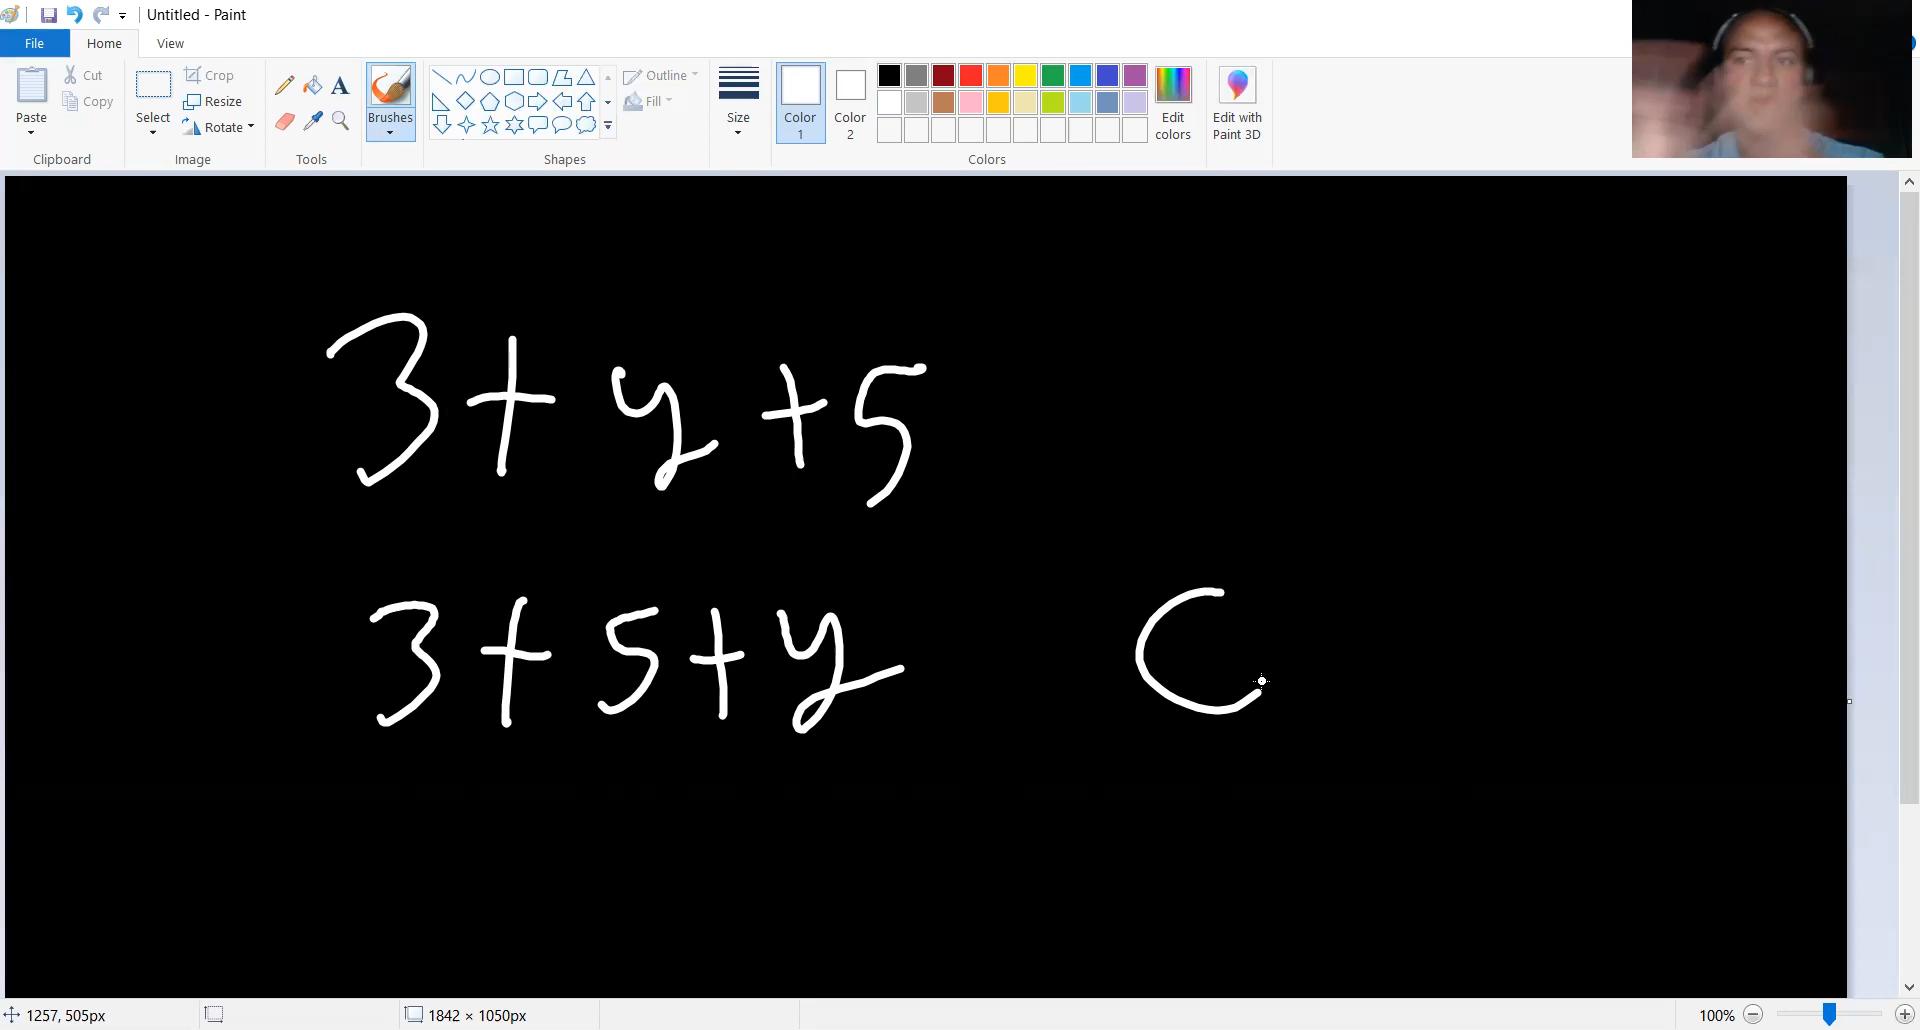 Untitled - Paint
File Home View
Paste Cut Copy Select Crop Resize Rotate Brushes Outline Fill Size Color 1 Color 2 Edit colors Edit with Paint 3D
Clipboard Image Tools Shapes Colors
3+y+5
3+5+y C
1257, 505px 1842 × 1050px 100%